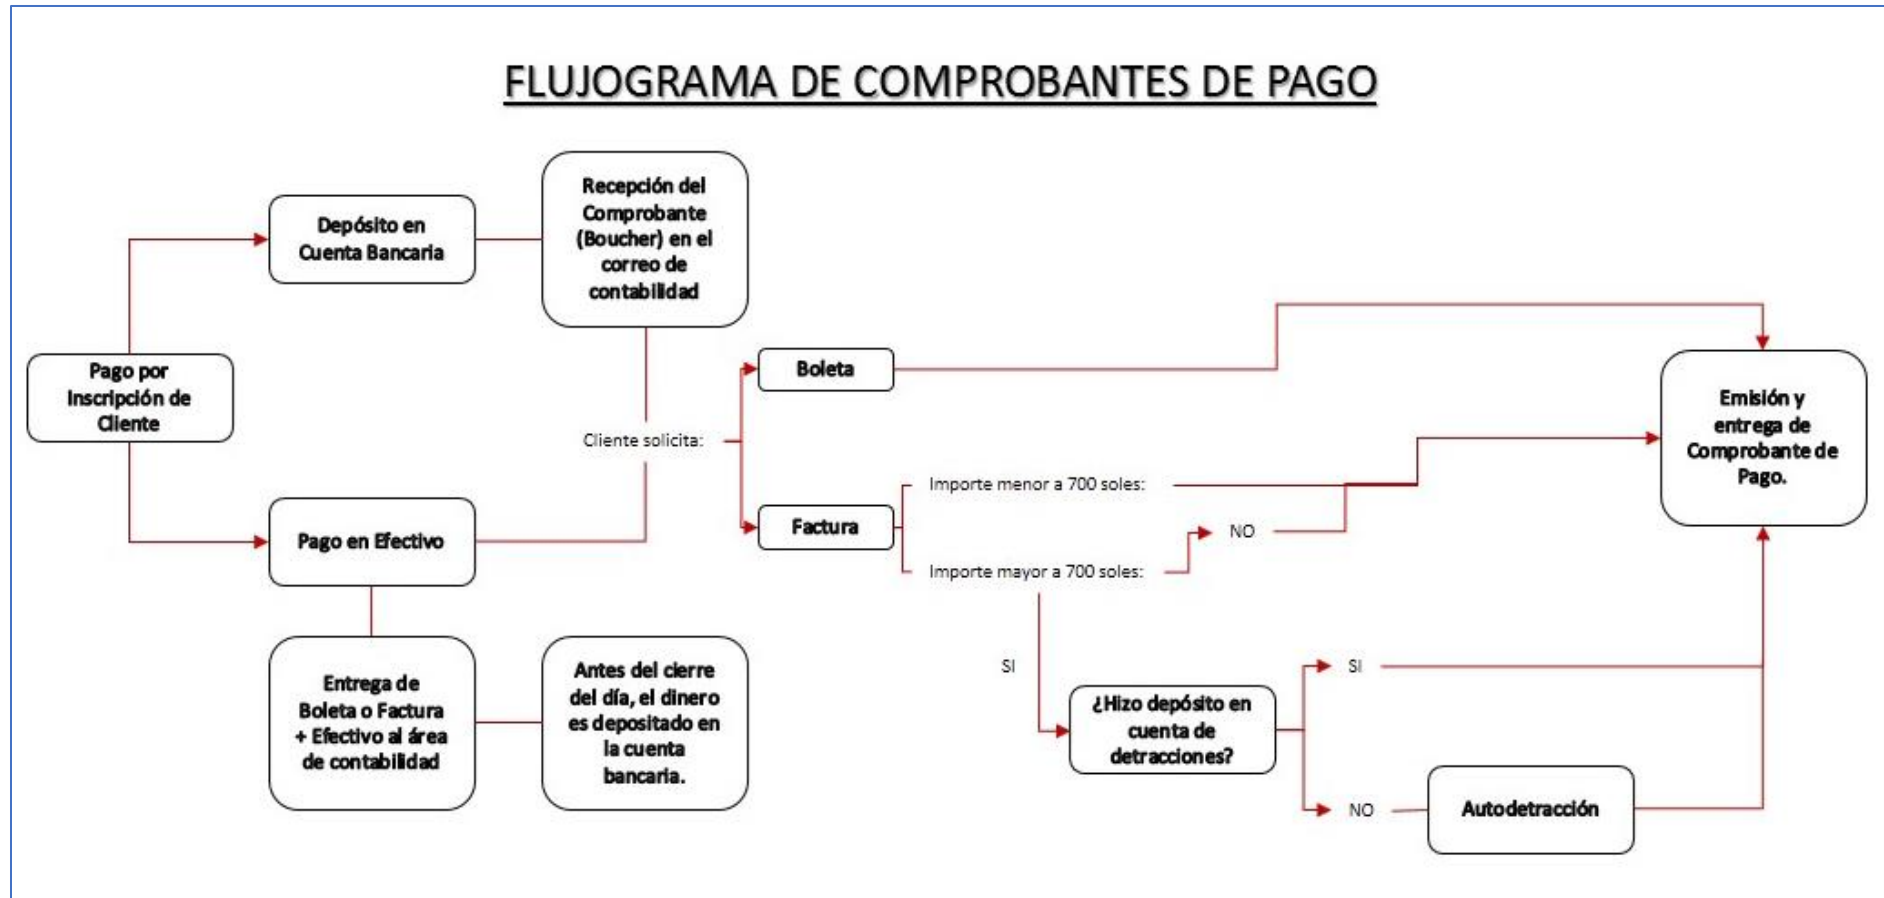 FLUJOGRAMA DE COMPROBANTES DE PAGO
Pago por
Inscripción de
Cliente
Depósito en
Cuenta Bancaria
Recepción del
Comprobante
(Boucher) en el
correo de
contabilidad
Pago en Efectivo
Entrega de
Boleta o Factura
+ Efectivo al área
de contabilidad
Antes del cierre
del día, el dinero
es depositado en
la cuenta
bancaria.
Cliente solicita:
Boleta
Factura
Importe menor a 700 soles:
Importe mayor a 700 soles:
NO
SI
¿Hizo depósito en
cuenta de
detracciones?
SI
NO
Autodetracción
Emisión y
entrega de
Comprobante de
Pago.